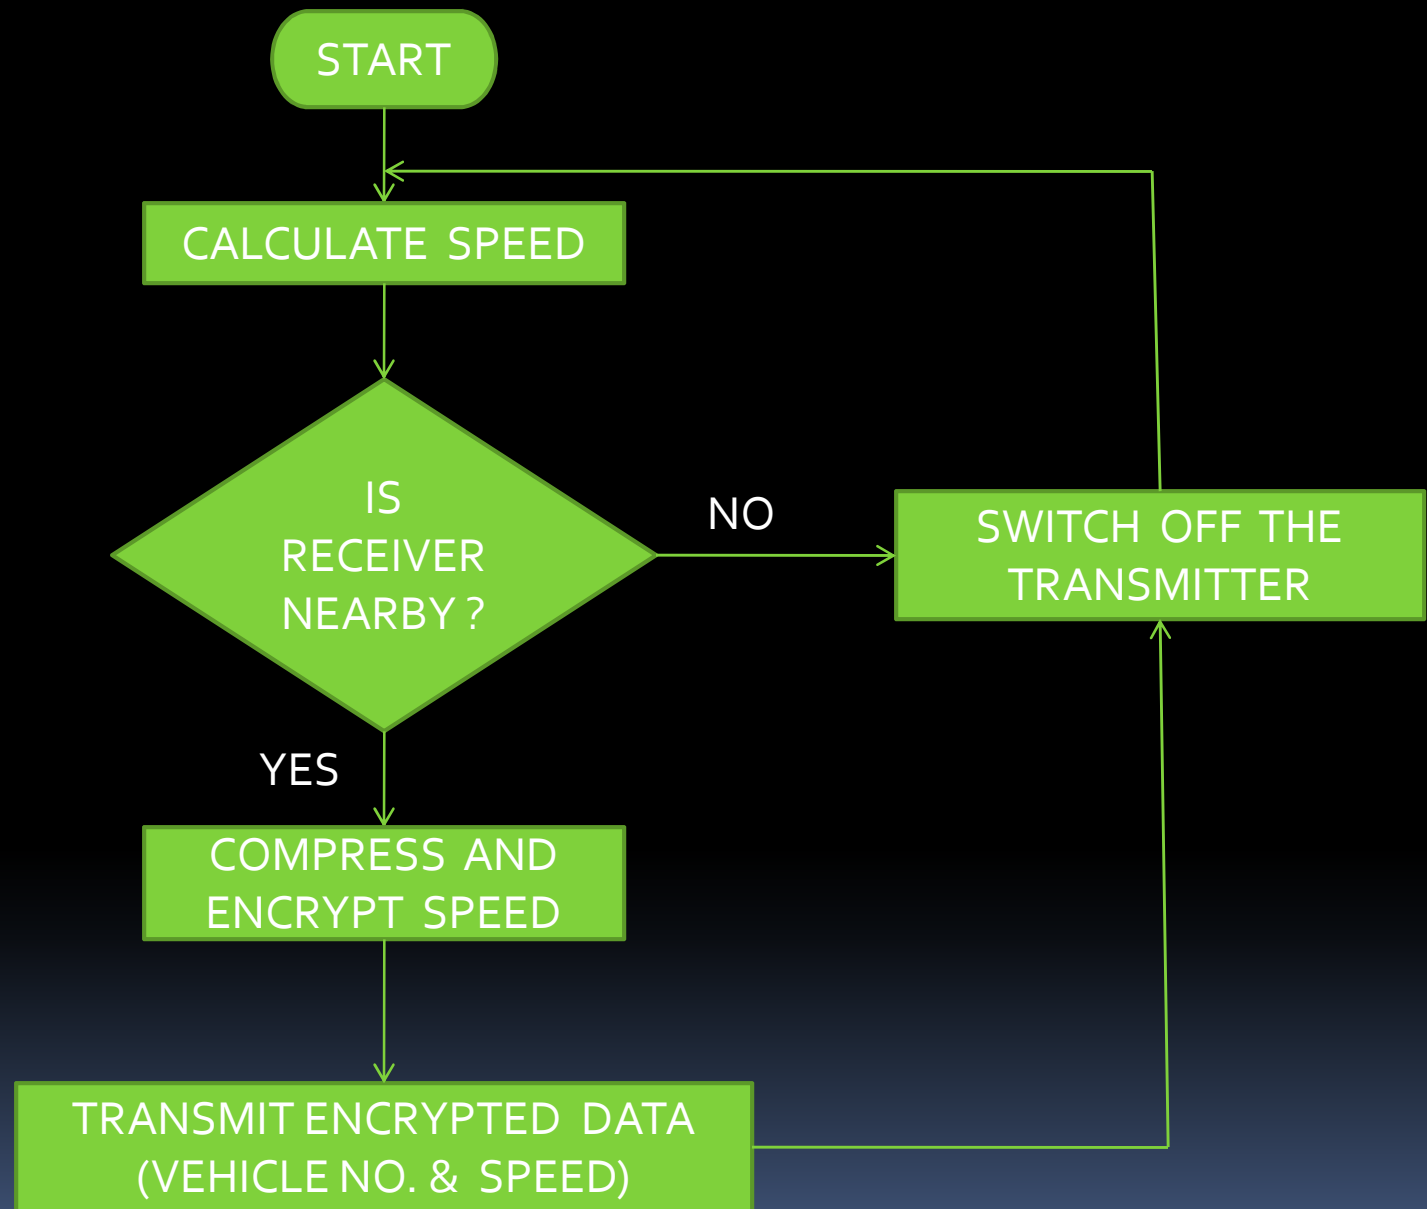 START
CALCULATE SPEED
IS
RECEIVER
NEARBY ?
NO
SWITCH OFF THE
TRANSMITTER
YES
COMPRESS AND
ENCRYPT SPEED
TRANSMIT ENCRYPTED DATA
(VEHICLE NO. & SPEED)